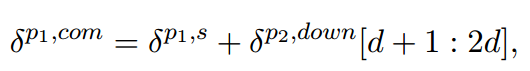 δ^{p_1,com} = δ^{p_1,s} + δ^{p_2,down}[d + 1 : 2d],